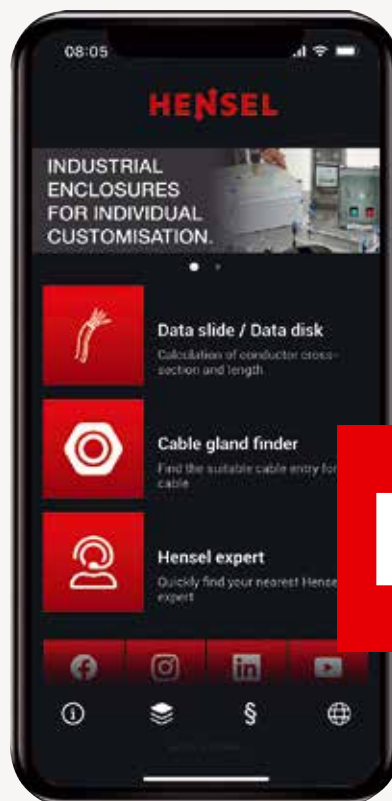 08:05
HENSEL
INDUSTRIAL
ENCLOSURES
FOR INDIVIDUAL
CUSTOMISATION.
Data slide / Data disk
Calculation of conductor cross-
section and length
Cable gland finder
Find the suitable cable entry for
cable
Hensel expert
Quickly find your nearest Hense
expert
in
§